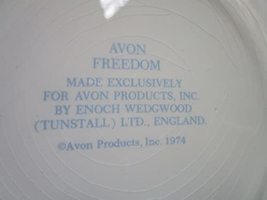 AVON
FREEDOM
MADE EXCLUSIVELY
FOR AVON PRODUCTS, INC.
BY ENOCH WEDGWOOD
(TUNSTALL) LTD., ENGLAND.
©Avon Products, Inc. 1974